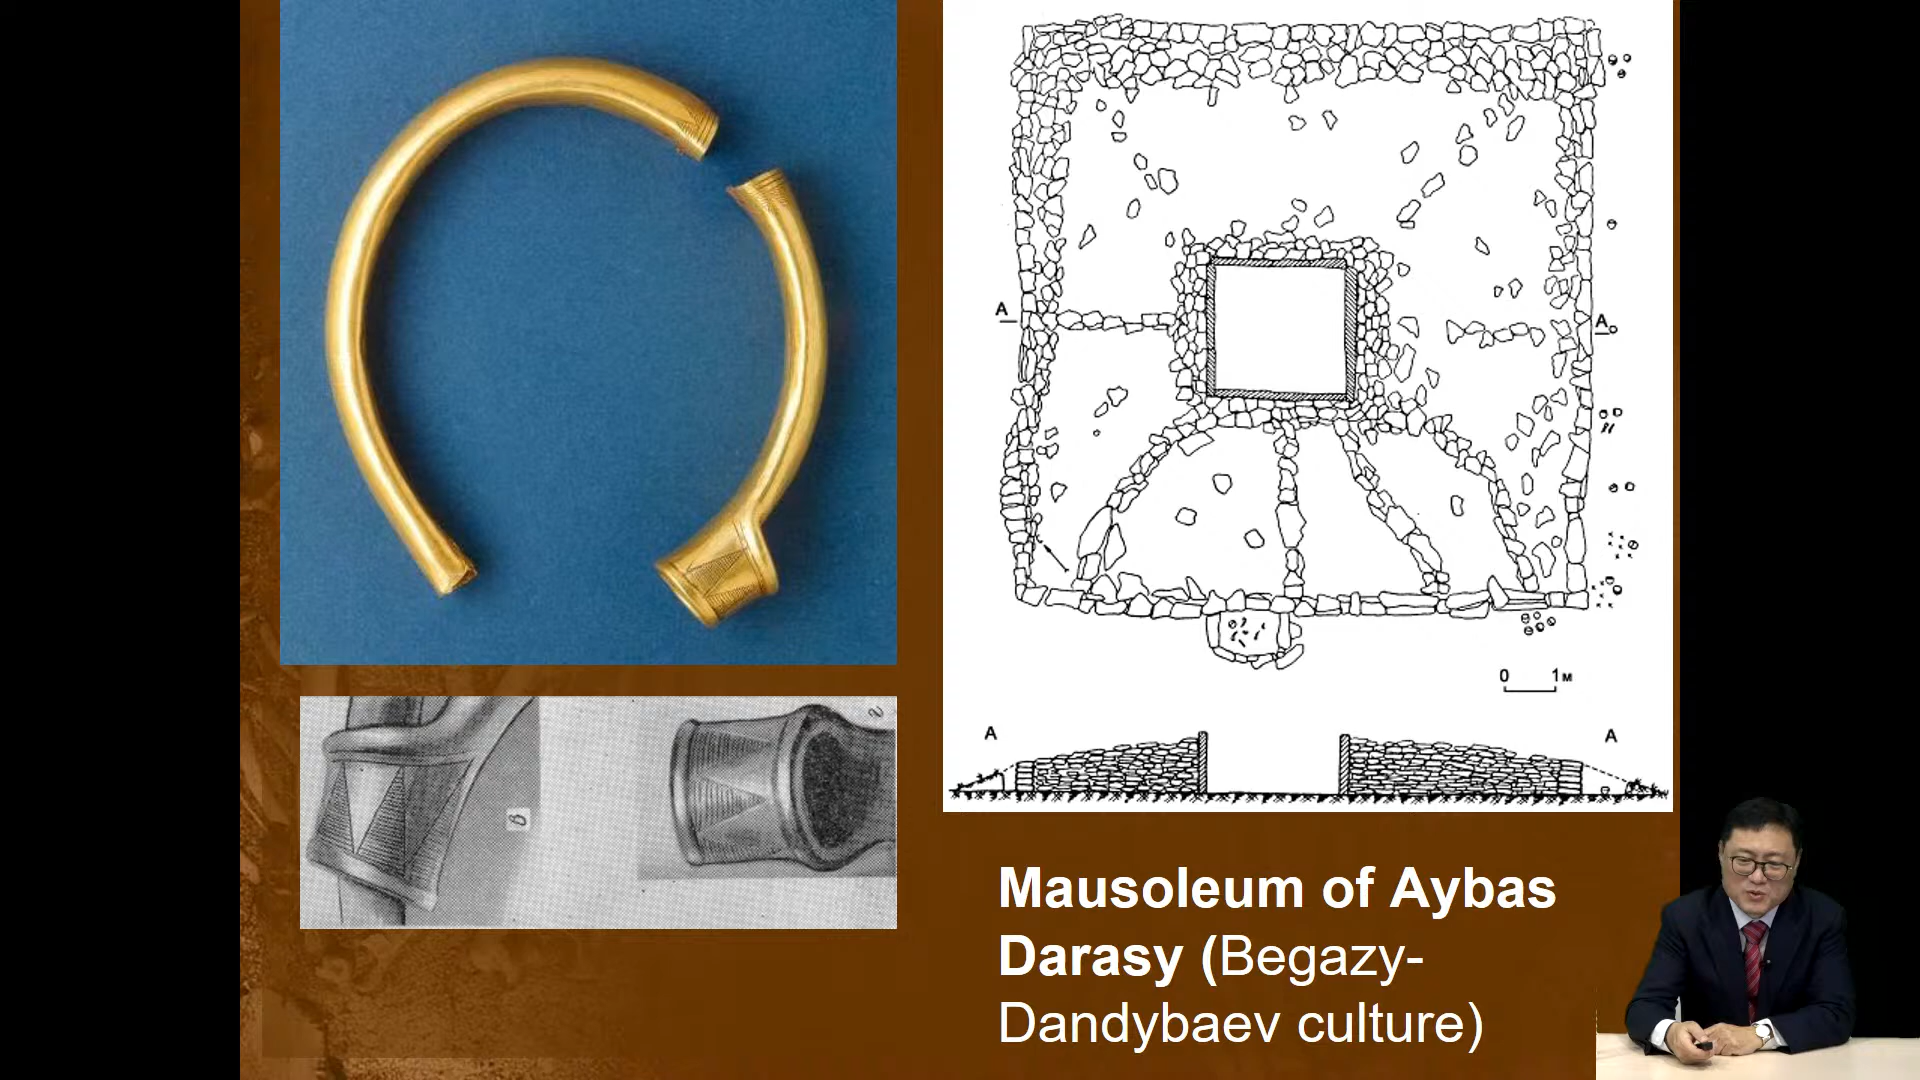 A
A
0 1м
A
A
в
г
Mausoleum of Aybas
Darasy (Begazy-
Dandybaev culture)